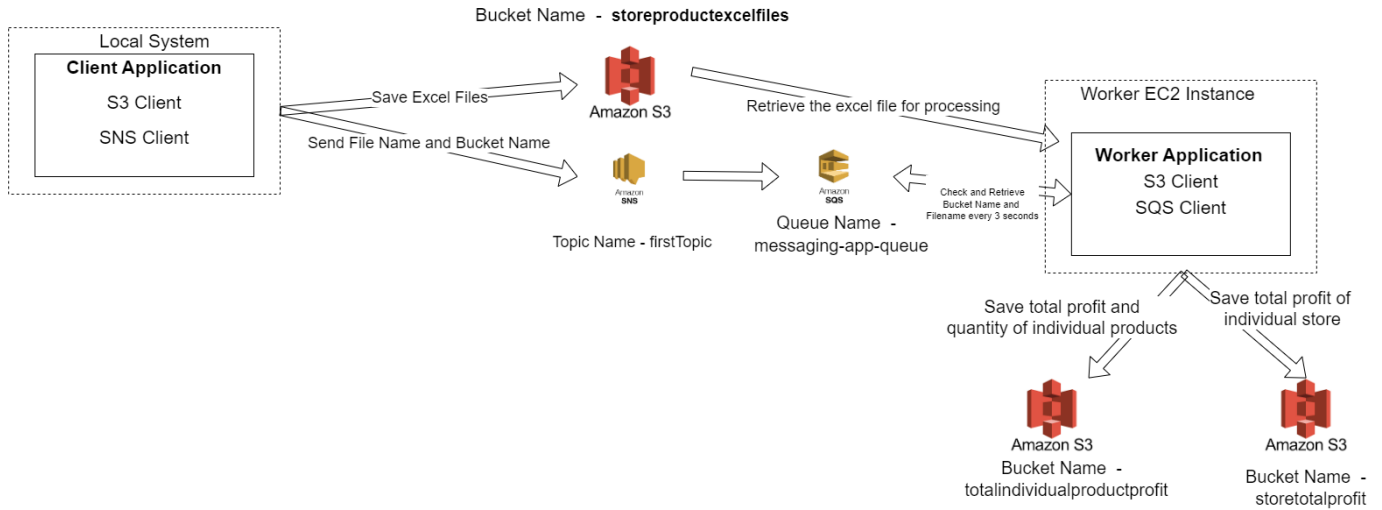 Bucket Name - storeproductexcelfiles
Local System
Client Application
S3 Client
SNS Client
Save Excel Files
Send File Name and Bucket Name
Amazon S3
Retrieve the excel file for processing
Amazon
SNS
Topic Name - firstTopic
Amazon
SQS
Queue Name -
messaging-app-queue
Check and Retrieve
Bucket Name and
Filename every 3 seconds
Worker EC2 Instance
Worker Application
S3 Client
SQS Client
Save total profit and
quantity of individual products
Save total profit of
individual store
Amazon S3
Bucket Name -
totalindividualproductprofit
Amazon S3
Bucket Name -
storetotalprofit